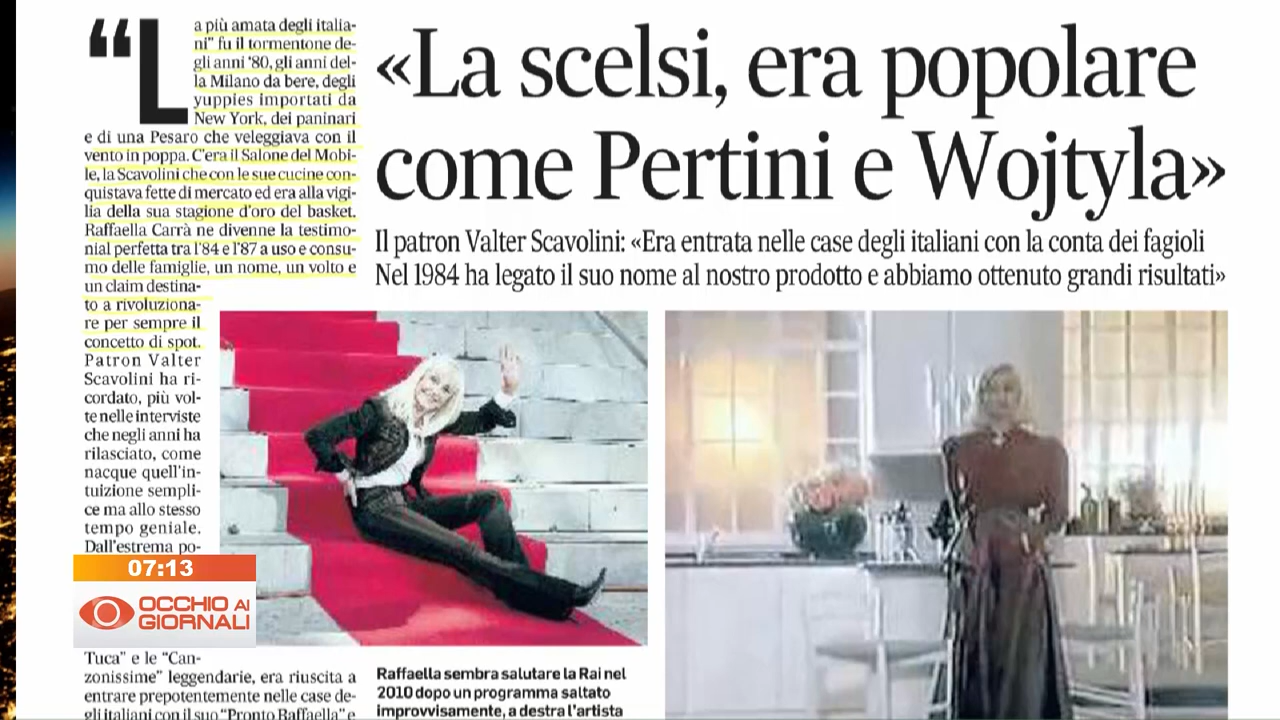 «La scelsi, era popolare
come Pertini e Wojtyla»
Il patron Valter Scavolini: «Era entrata nelle case degli italiani con la conta dei fagioli
Nel 1984 ha legato il suo nome al nostro prodotto e abbiamo ottenuto grandi risultati»
“La più amata degli italia-
ni" fu il tormentone de-
gli anni '80, gli anni del-
la Milano da bere, degli
yuppies importati da
New York, dei paninari
e di una Pesaro che veleggiava con il
vento in poppa. C'era il Salone del Mobi-
le, la Scavolini che con le sue cucine con-
quistava fette di mercato ed era alla vigi-
lia della sua stagione d'oro del basket.
Raffaella Carrà ne divenne la testimo-
nial perfetta tra l'84 e l'87 a uso e consu-
mo delle famiglie, un nome, un volto e
un claim destina-
to a rivoluziona-
re per sempre il
concetto di spot.
Patron Valter
Scavolini ha ri-
cordato, più vol-
te nelle interviste
che negli anni ha
rilasciato, come
nacque quell'in-
tuizione sempli-
ce ma allo stesso
tempo geniale.
Dall'estrema po-
07:13
OCCHIO AI
GIORNALI
Tuca" e le "Can-
zonissime" leggendarie, era riuscita a
entrare prepotentemente nelle case de-
gli italiani con il suo "Pronto Raffaella" e
Raffaella sembra salutare la Rai nel
2010 dopo un programma saltato
improvvisamente, a destra l'artista